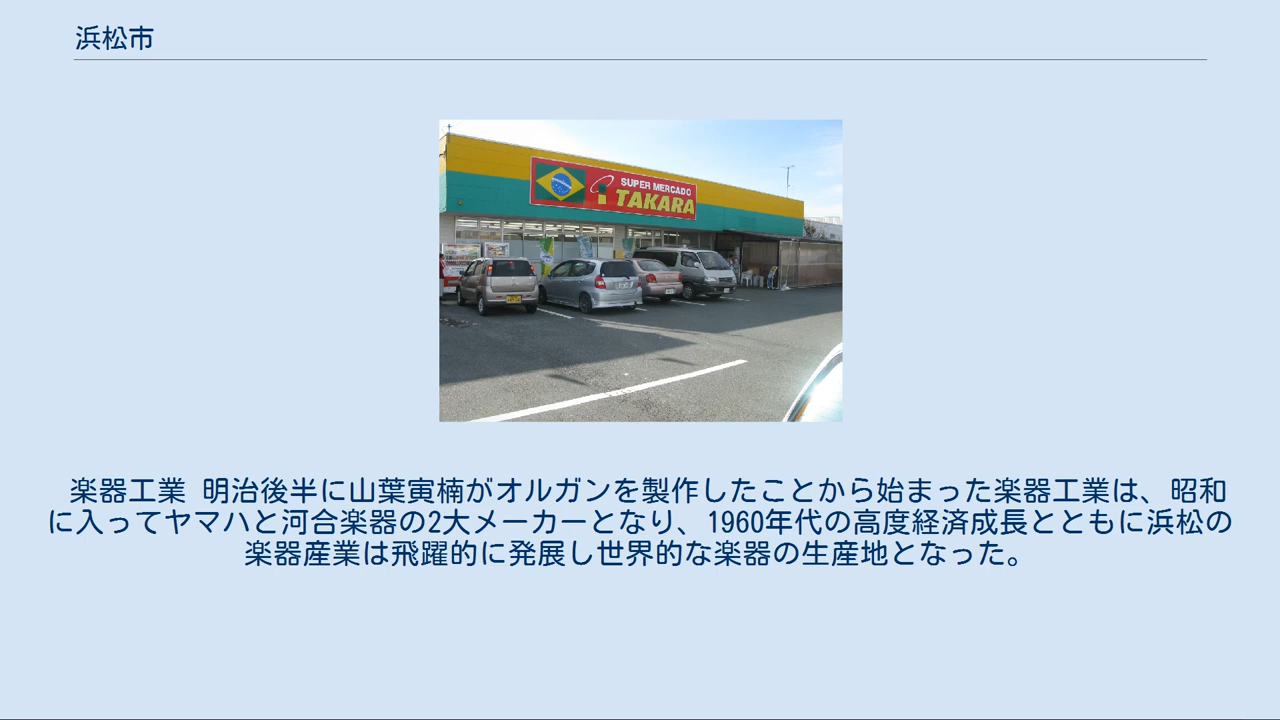 浜松市
SUPER MERCADO
TAKARA
楽器工業 明治後半に山葉寅楠がオルガンを製作したことから始まった楽器工業は、昭和
に入ってヤマハと河合楽器の2大メーカーとなり、1960年代の高度経済成長とともに浜松の
楽器産業は飛躍的に発展し世界的な楽器の生産地となった。